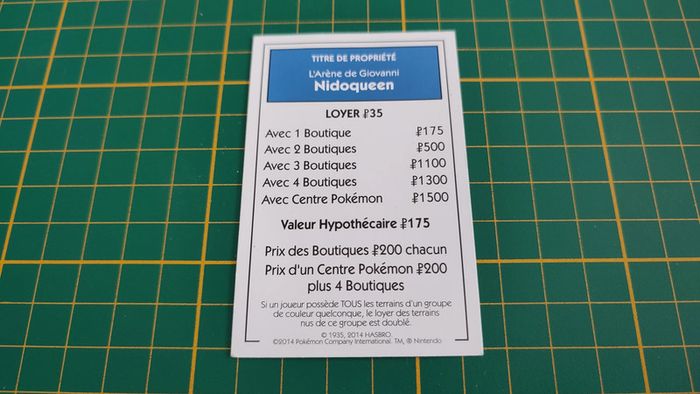 TITRE DE PROPRIÉTÉ
L'Arène de Giovanni
Nidoqueen
LOYER ₽35
Avec 1 Boutique ₽175
Avec 2 Boutiques ₽500
Avec 3 Boutiques ₽1100
Avec 4 Boutiques ₽1300
Avec Centre Pokémon ₽1500
Valeur Hypothécaire ₽175
Prix des Boutiques ₽200 chacun
Prix d'un Centre Pokémon ₽200
plus 4 Boutiques
Si un joueur possède TOUS les terrains d'un groupe
de couleur quelconque, le loyer des terrains
nus de ce groupe est doublé.
© 1935, 2014 HASBRO.
©2014 Pokémon Company International. TM, ® Nintendo